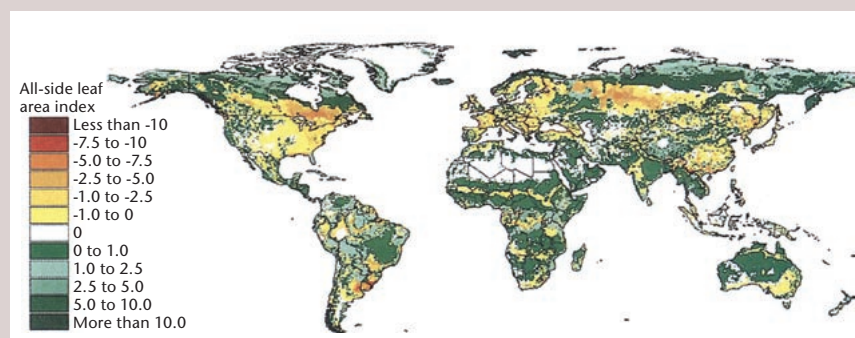 All-side leaf
area index
Less than -10
-7.5 to -10
-5.0 to -7.5
-2.5 to -5.0
-1.0 to -2.5
-1.0 to 0
0
0 to 1.0
1.0 to 2.5
2.5 to 5.0
5.0 to 10.0
More than 10.0